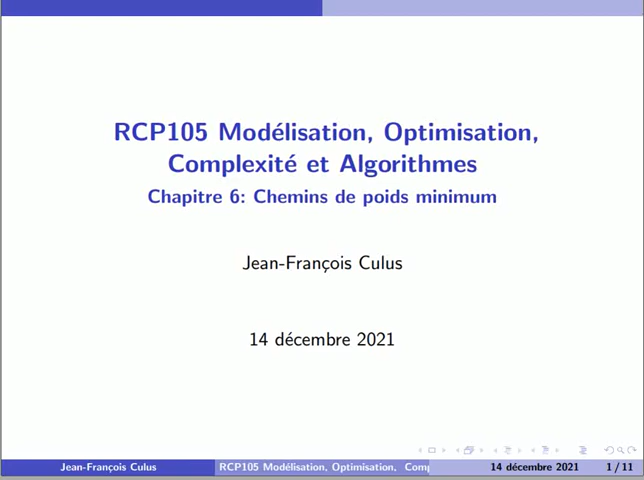 RCP105 Modélisation, Optimisation,
Complexité et Algorithmes
Chapitre 6: Chemins de poids minimum
Jean-François Culus
14 décembre 2021
Jean-François Culus RCP105 Modélisation, Optimisation, Comp 14 décembre 2021 1 / 11